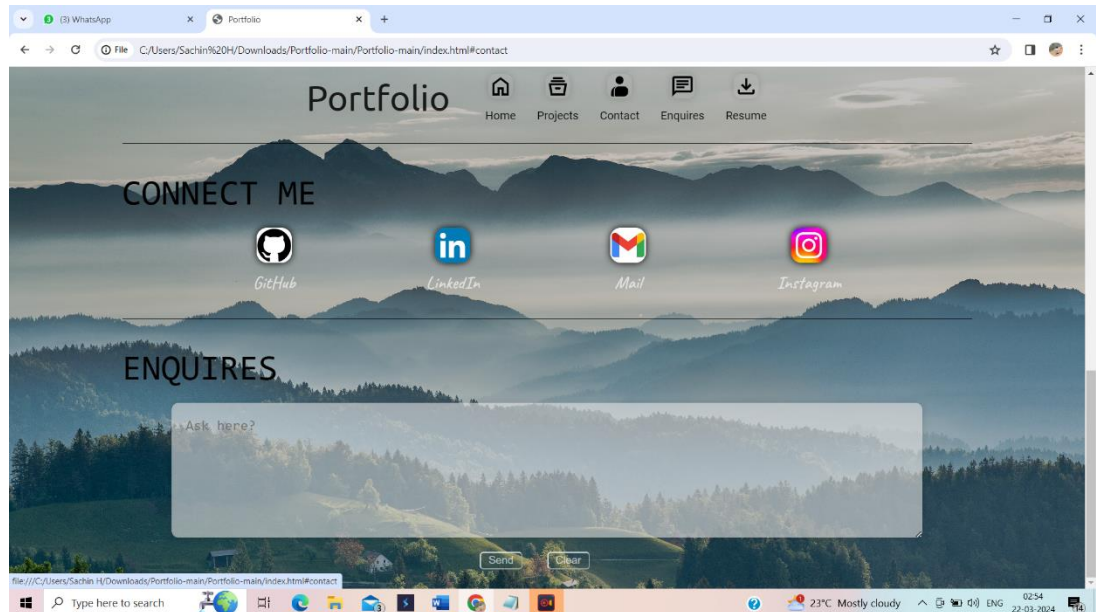 (3) WhatsApp
Portfolio
File C:/Users/Sachin%20H/Downloads/Portfolio-main/Portfolio-main/index.html#contact
Portfolio
Home Projects Contact Enquires Resume
CONNECT ME
GitHub LinkedIn Mail Instagram
ENQUIRES
Ask here?
Send Clear
file:///C:/Users/Sachin H/Downloads/Portfolio-main/Portfolio-main/index.html#contact
Type here to search
23°C Mostly cloudy
ENG
02:54
22-03-2024